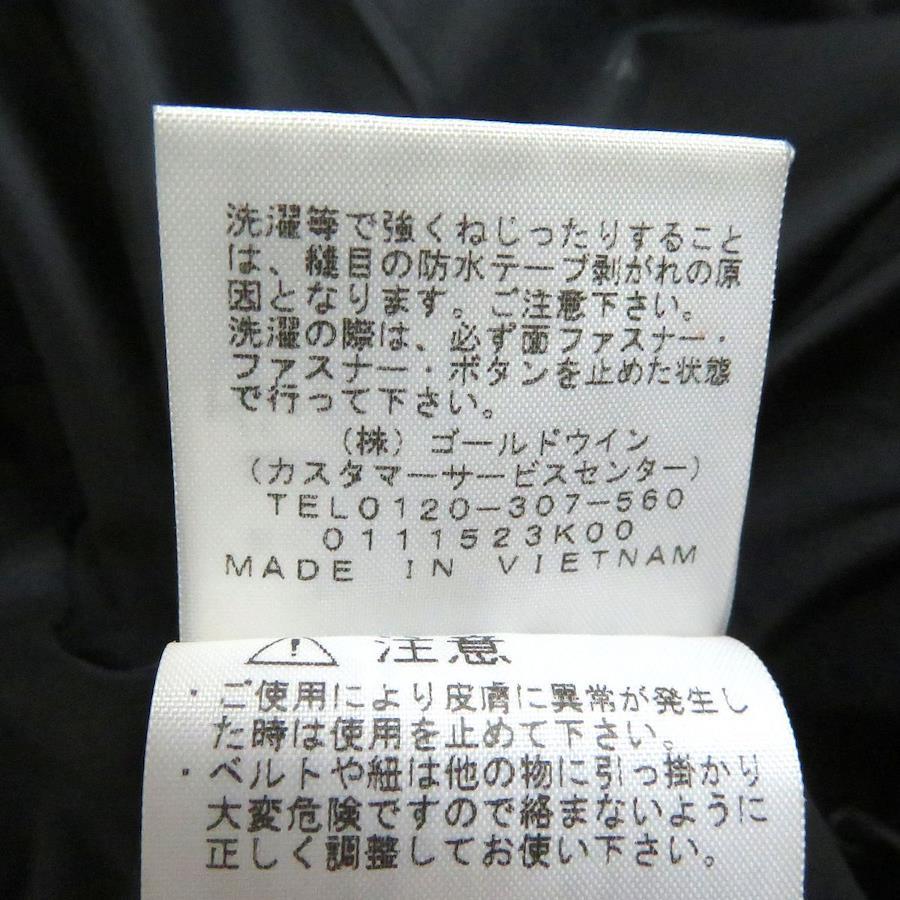 洗濯等で強くねじったりすること
は、縫目の防水テープ剥がれの原
因となります。ご注意下さい。
洗濯の際は、必ず面ファスナー・
ファスナー・ボタンを止めた状態
で行って下さい。
(株)ゴールドウイン
(カスタマーサービスセンター)
TEL0120-307-560
0111523K00
MADE IN VIETNAM
注意
・ご使用により皮膚に異常が発生し
た時は使用を止めて下さい。
・ベルトや紐は他の物に引っ掛かり
大変危険ですので絡まないように
正しく調整してお使い下さい。